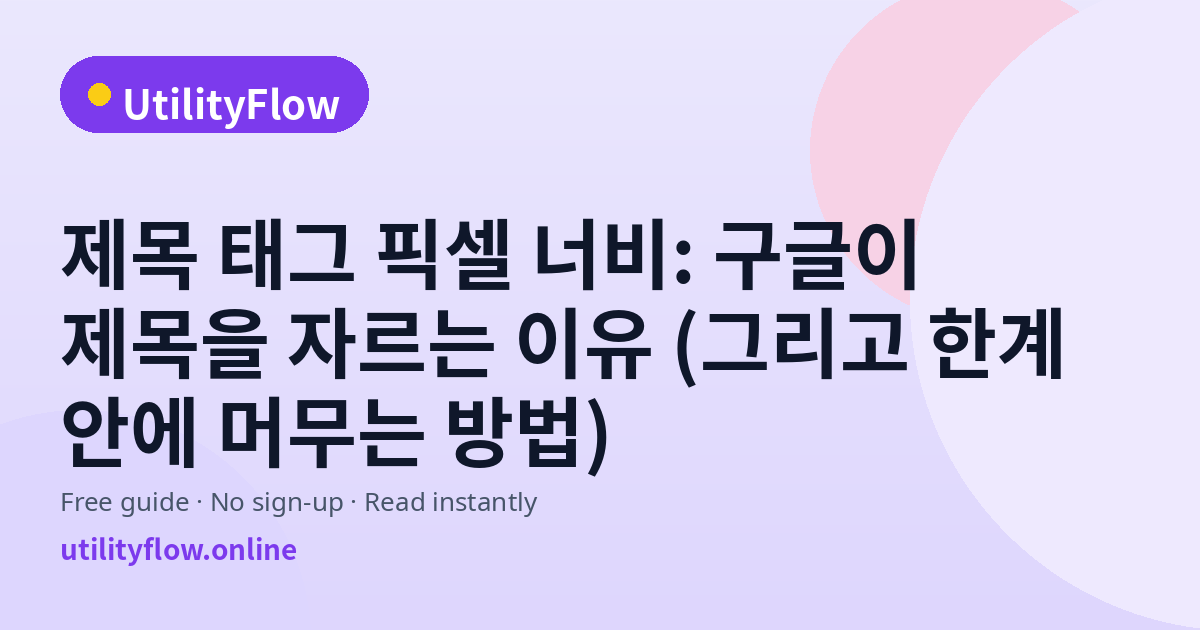 UtilityFlow
제목 태그 픽셀 너비: 구글이
제목을 자르는 이유 (그리고 한계
안에 머무는 방법)
Free guide · No sign-up · Read instantly
utilityflow.online